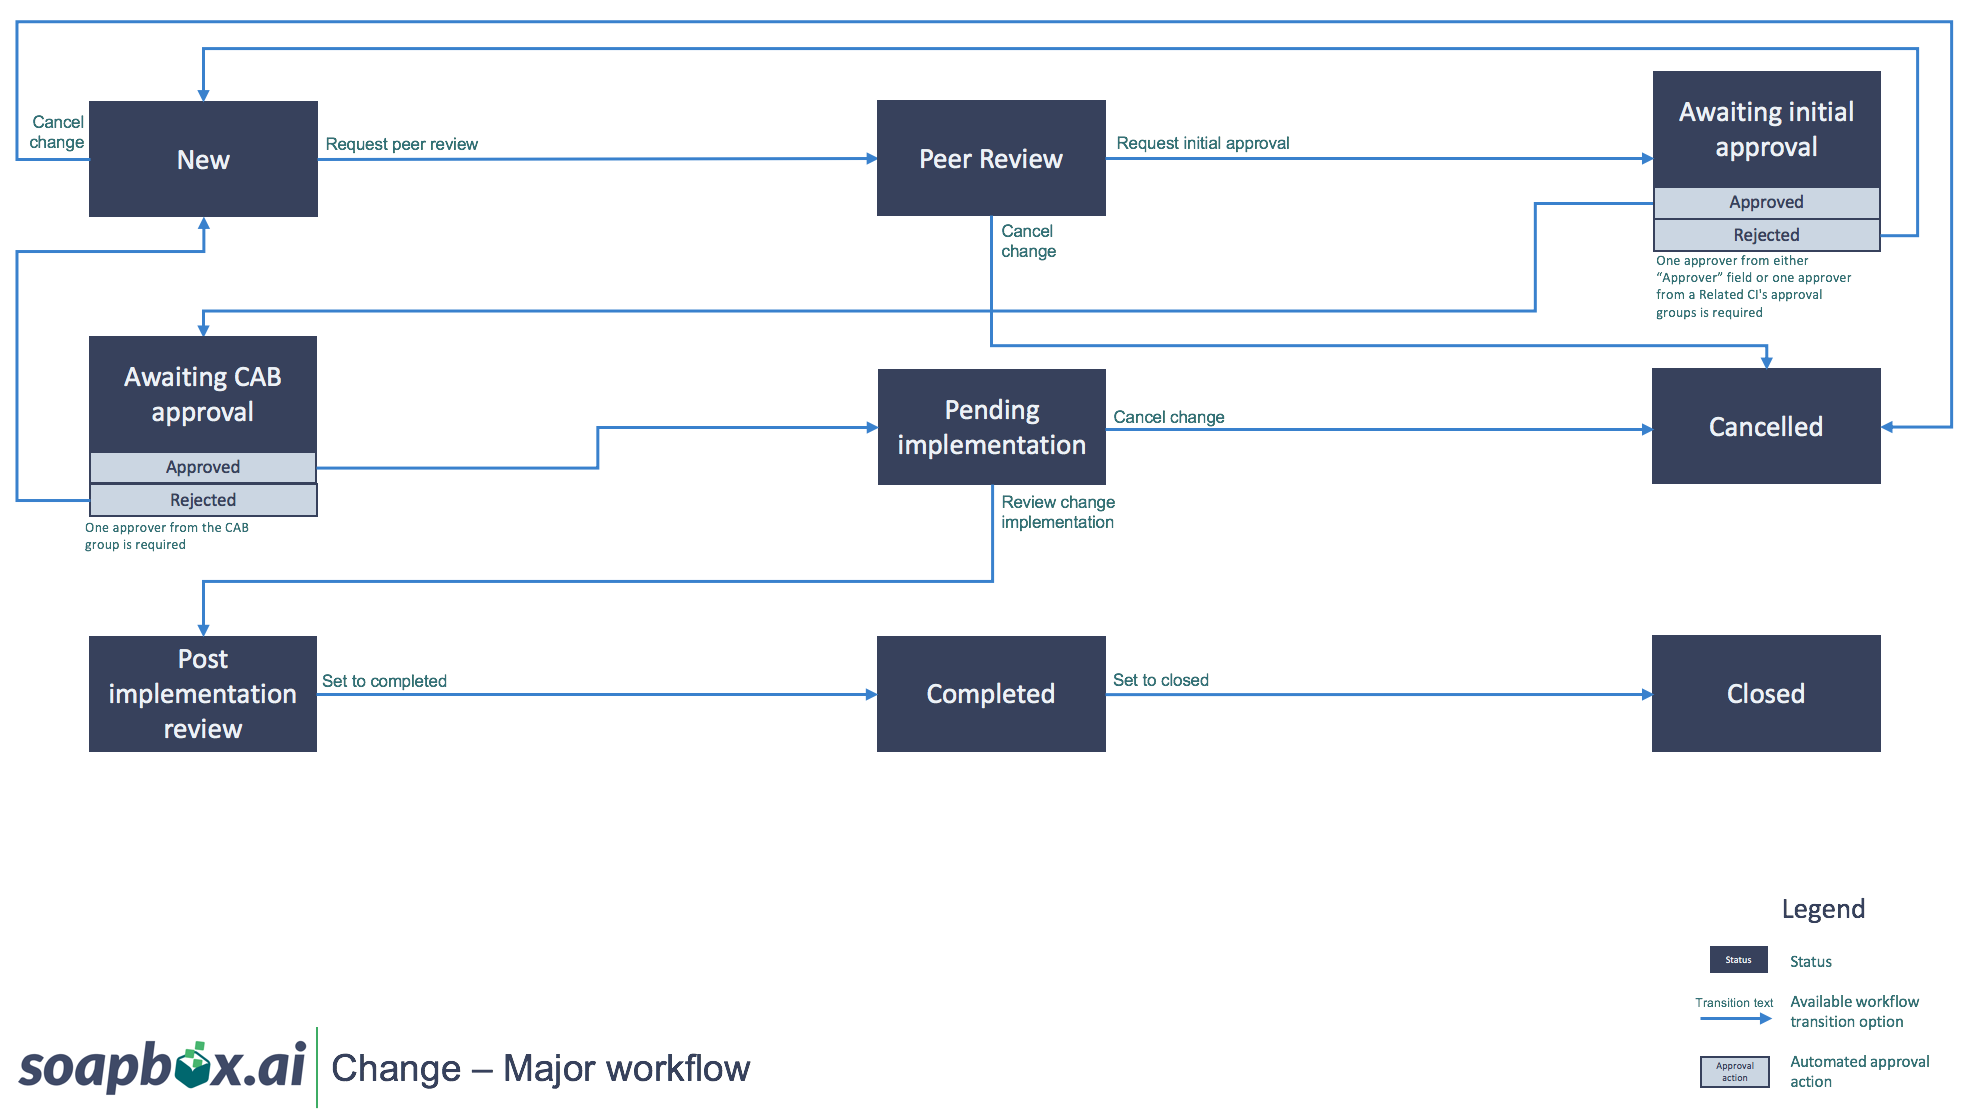 Cancel
change
New
Request peer review
Peer Review
Request initial approval
Awaiting initial
approval
Approved
Rejected
One approver from either
“Approver” field or one approver
from a Related CI's approval
groups is required
Cancel
change
Awaiting CAB
approval
Approved
Rejected
One approver from the CAB
group is required
Pending
implementation
Cancel change
Cancelled
Review change
implementation
Post
implementation
review
Set to completed
Completed
Set to closed
Closed
Legend
Status
Status
Transition text
Available workflow
transition option
Approval
action
Automated approval
action
soapbox.ai
Change – Major workflow